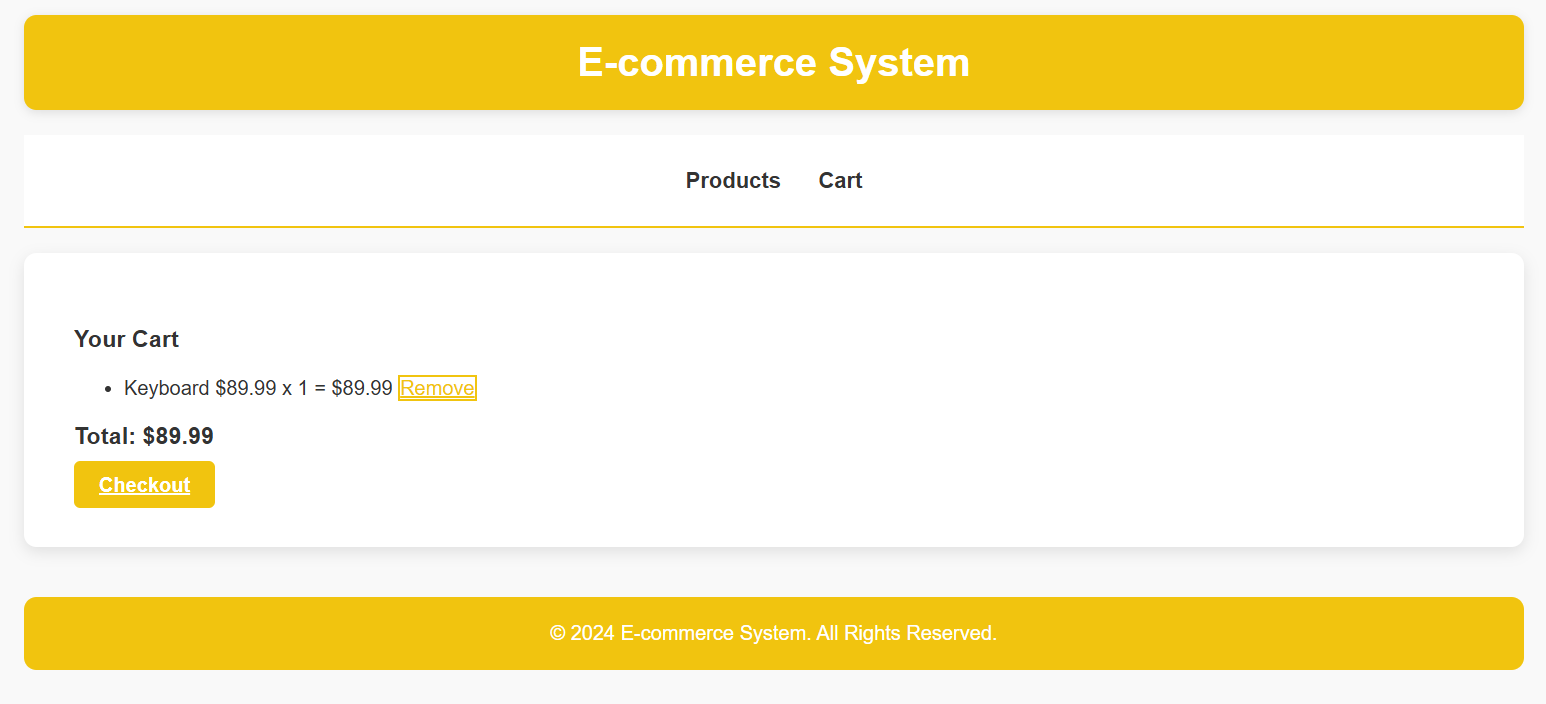 E-commerce System
Products Cart
Your Cart
Keyboard $89.99 x 1 = $89.99 Remove
Total: $89.99
Checkout
© 2024 E-commerce System. All Rights Reserved.